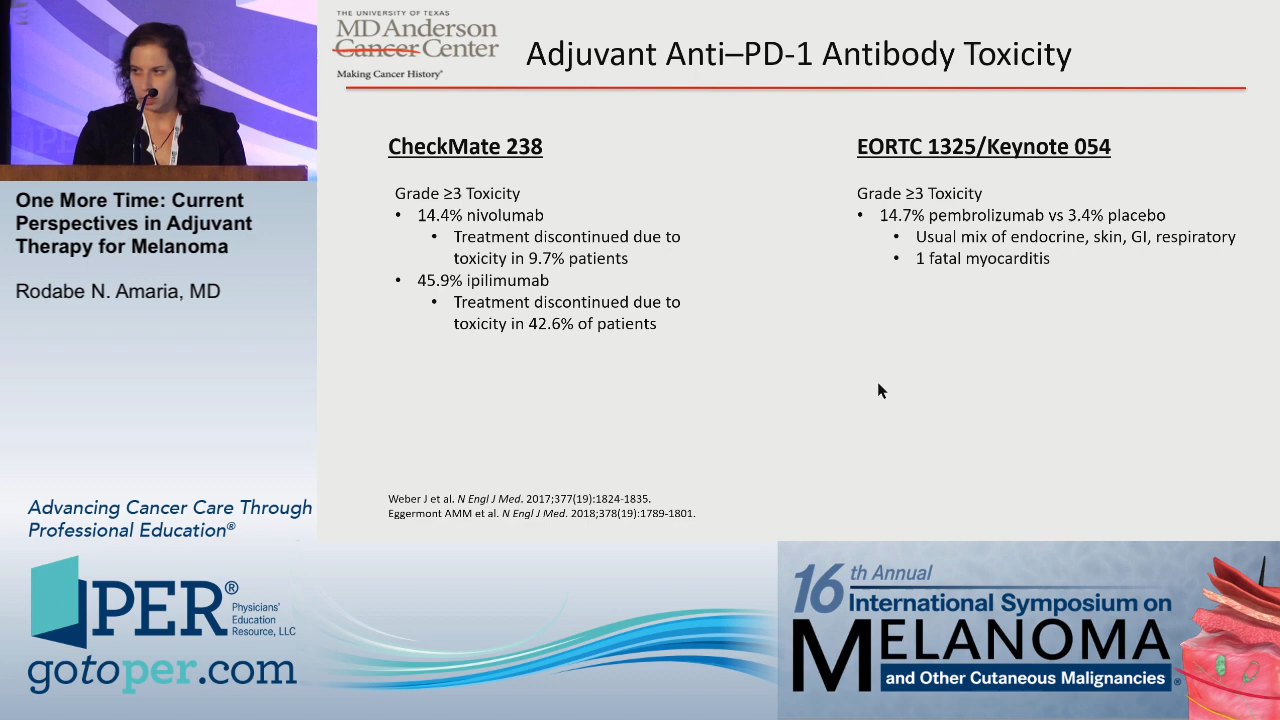 THE UNIVERSITY OF TEXAS
MD Anderson
Cancer Center
Making Cancer History®
Adjuvant Anti–PD-1 Antibody Toxicity
CheckMate 238
Grade ≥3 Toxicity
• 14.4% nivolumab
• Treatment discontinued due to
toxicity in 9.7% patients
• 45.9% ipilimumab
• Treatment discontinued due to
toxicity in 42.6% of patients
EORTC 1325/Keynote 054
Grade ≥3 Toxicity
• 14.7% pembrolizumab vs 3.4% placebo
• Usual mix of endocrine, skin, GI, respiratory
• 1 fatal myocarditis
Weber J et al. N Engl J Med. 2017;377(19):1824-1835.
Eggermont AMM et al. N Engl J Med. 2018;378(19):1789-1801.
One More Time: Current
Perspectives in Adjuvant
Therapy for Melanoma
Rodabe N. Amaria, MD
Advancing Cancer Care Through
Professional Education®
PER®
Physicians'
Education
Resource, LLC
gotoper.com
16th Annual
International Symposium on
MELANOMA
and Other Cutaneous Malignancies®